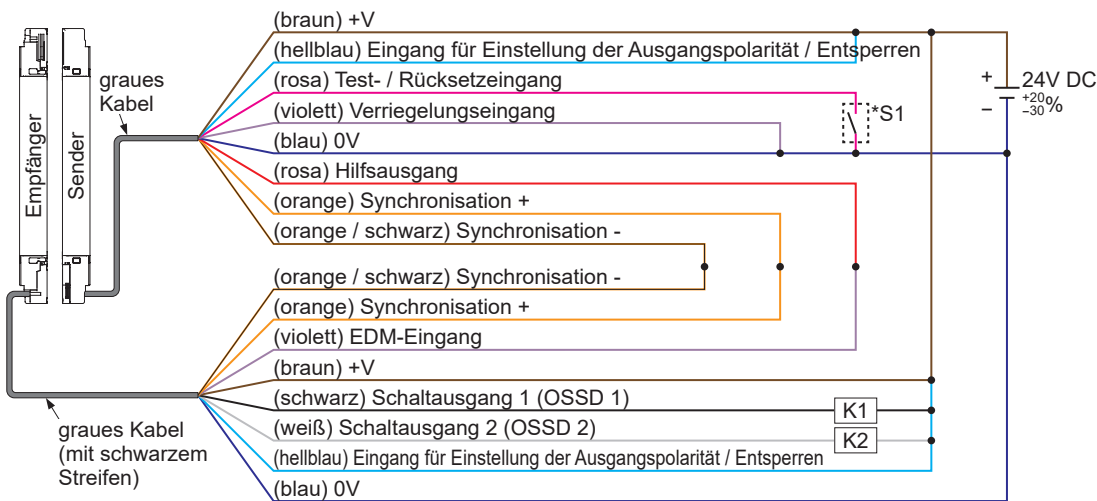 (braun) +V
(hellblau) Eingang für Einstellung der Ausgangspolarität / Entsperren
(rosa) Test- / Rücksetzeingang
(violett) Verriegelungseingang
(blau) 0V
(rosa) Hilfsausgang
(orange) Synchronisation +
(orange / schwarz) Synchronisation -
(orange / schwarz) Synchronisation -
(orange) Synchronisation +
(violett) EDM-Eingang
(braun) +V
(schwarz) Schaltausgang 1 (OSSD 1)
(weiß) Schaltausgang 2 (OSSD 2)
(hellblau) Eingang für Einstellung der Ausgangspolarität / Entsperren
(blau) 0V
Empfänger
Sender
graues
Kabel
graues Kabel
(mit schwarzem
Streifen)
*S1
+
−
24V DC
+20
−30 %
K1
K2